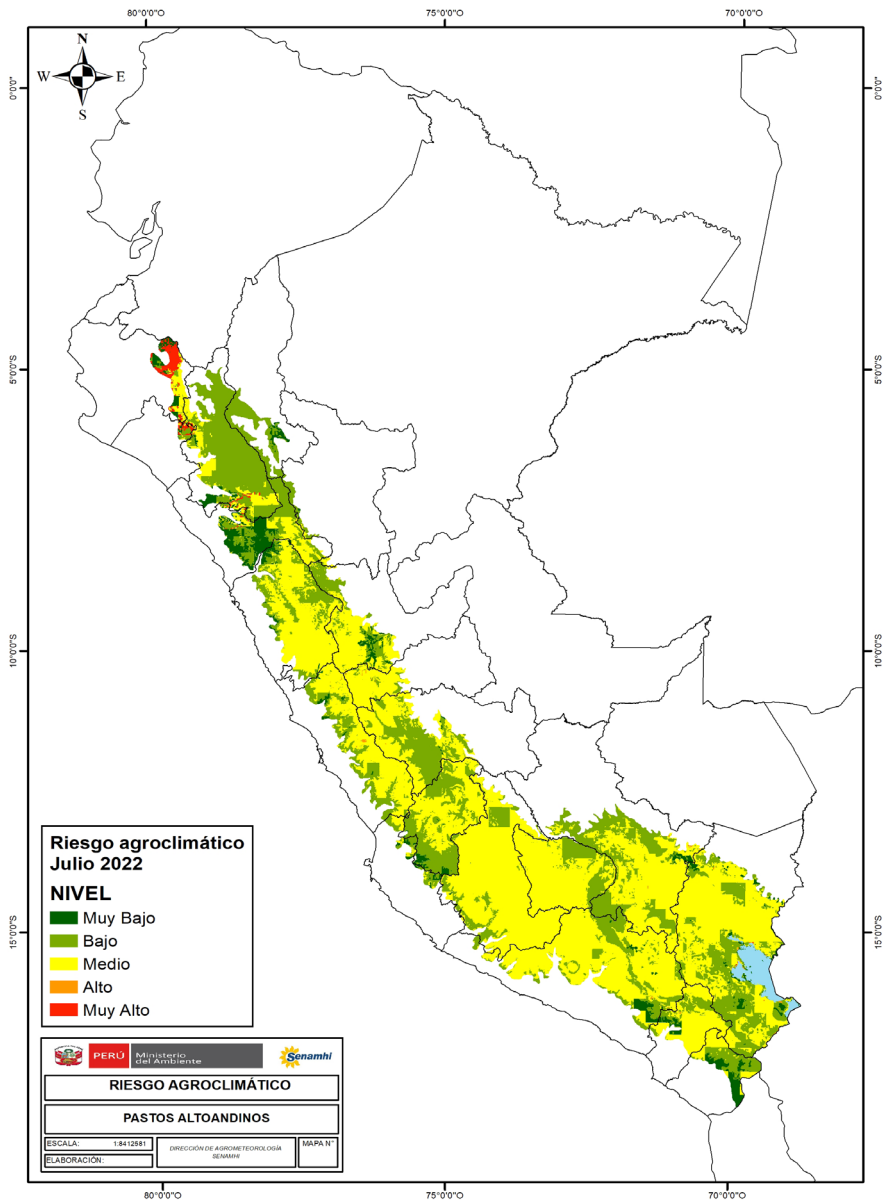 80°0'0"O
75°0'0"O
70°0'0"O
N
W
E
S
0°0'0"
0°0'0"
5°0'0"S
5°0'0"S
10°0'0"S
10°0'0"S
15°0'0"S
15°0'0"S
Riesgo agroclimático
Julio 2022
NIVEL
Muy Bajo
Bajo
Medio
Alto
Muy Alto
PERÚ
Ministerio
del Ambiente
Senamhi
RIESGO AGROCLIMÁTICO
PASTOS ALTOANDINOS
ESCALA: 1:8412581
ELABORACIÓN:
DIRECCIÓN DE AGROMETEOROLOGÍA
SENAMHI
MAPA N°
80°0'0"O
75°0'0"O
70°0'0"O